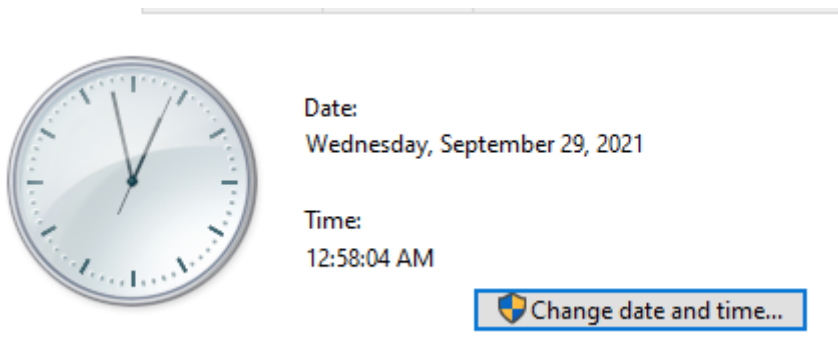 Date:
Wednesday, September 29, 2021
Time:
12:58:04 AM
Change date and time...